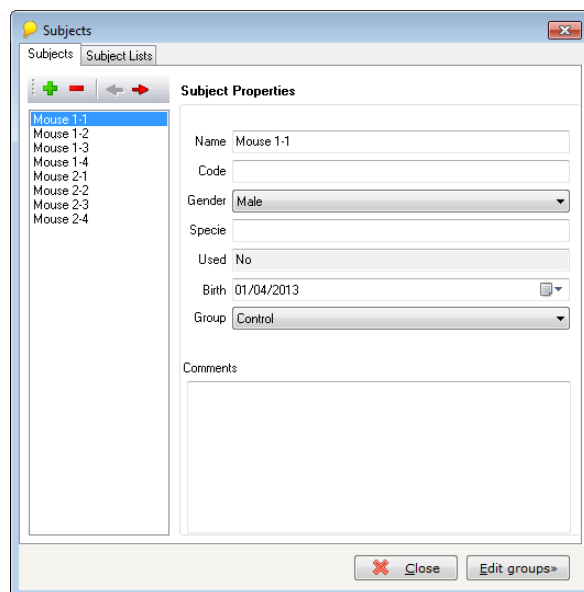 Subjects
Subjects Subject Lists
Subject Properties
Mouse 1-1
Mouse 1-2
Mouse 1-3
Mouse 1-4
Mouse 2-1
Mouse 2-2
Mouse 2-3
Mouse 2-4
Name Mouse 1-1
Code
Gender Male
Specie
Used No
Birth 01/04/2013
Group Control
Comments
Close Edit groups»